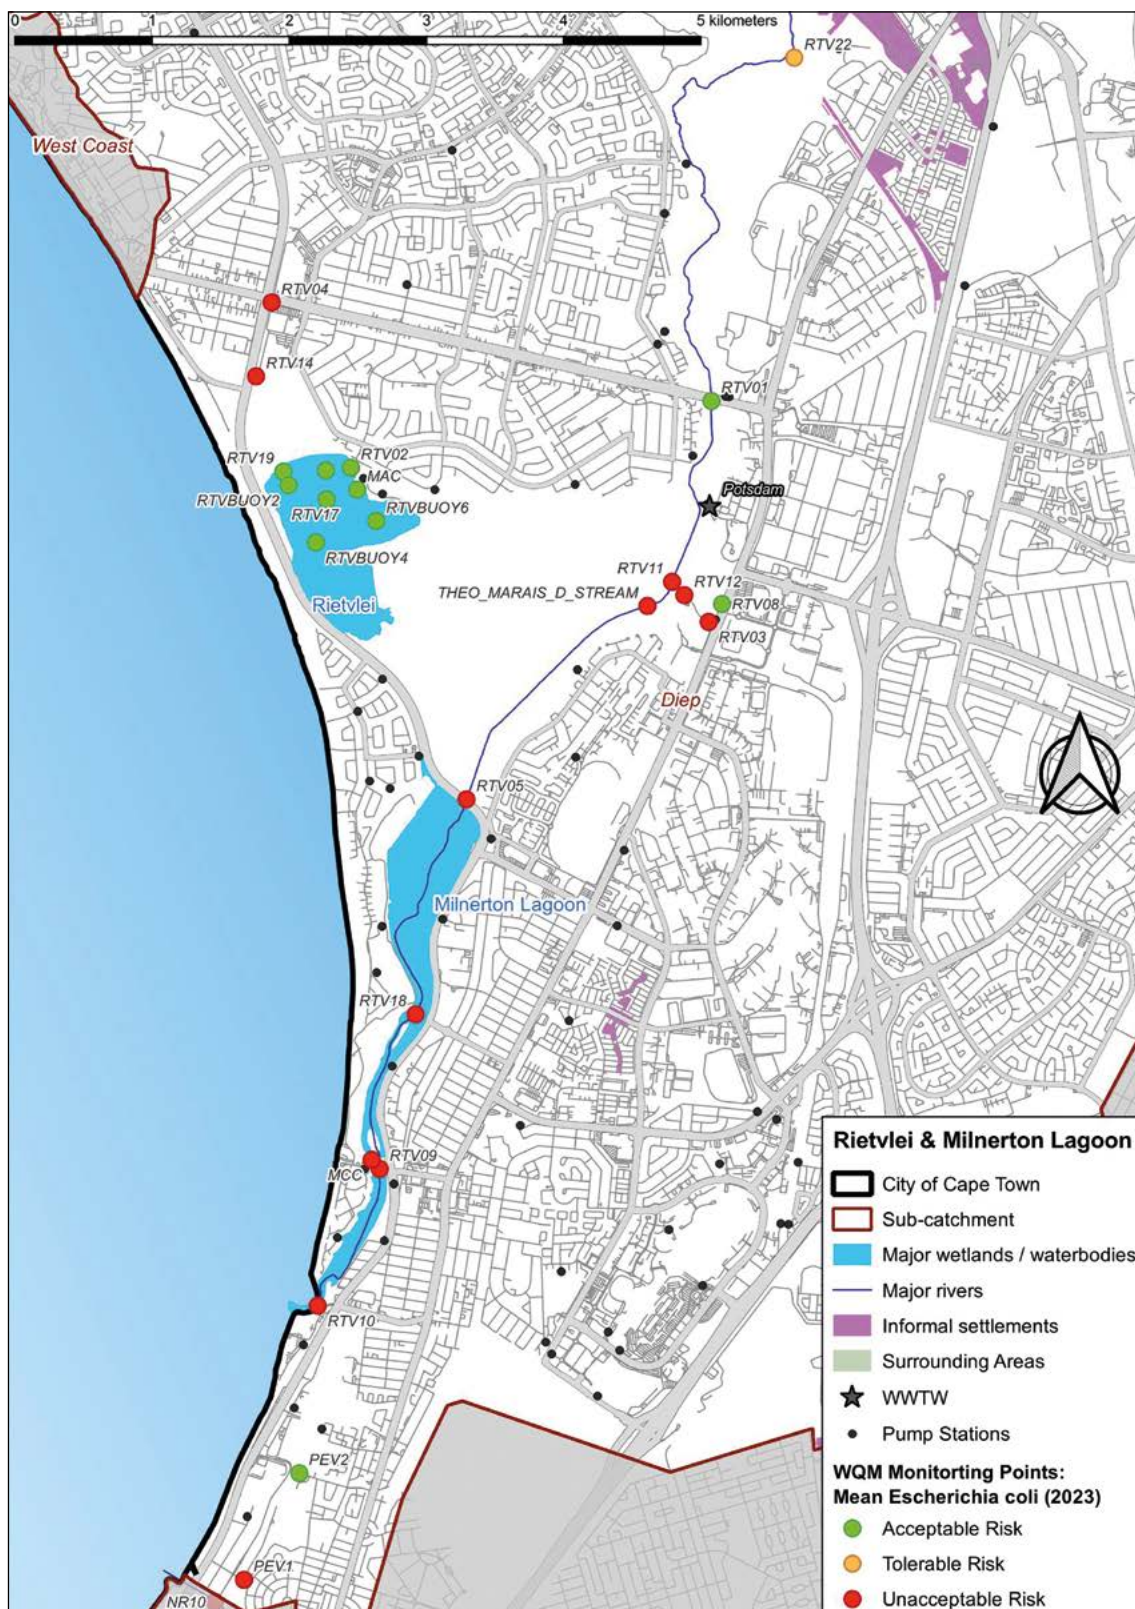 0 1 2 3 4 5 kilometers
RTV22
West Coast
RTV04
RTV14
RTV01
RTV19
RTV02
MAC
RTVBUOY2
RTV17
RTVBUOY6
RTVBUOY4
Potsdam
RTV11
RTV12
THEO_MARAIS_D_STREAM
RTV08
RTV03
Rietvlei
Diep
RTV05
Milnerton Lagoon
RTV18
RTV09
MCC
RTV10
PEV2
PEV1
NR10
Rietvlei & Milnerton Lagoon
City of Cape Town
Sub-catchment
Major wetlands / waterbodies
Major rivers
Informal settlements
Surrounding Areas
WWTW
Pump Stations
WQM Monitorting Points:
Mean Escherichia coli (2023)
Acceptable Risk
Tolerable Risk
Unacceptable Risk